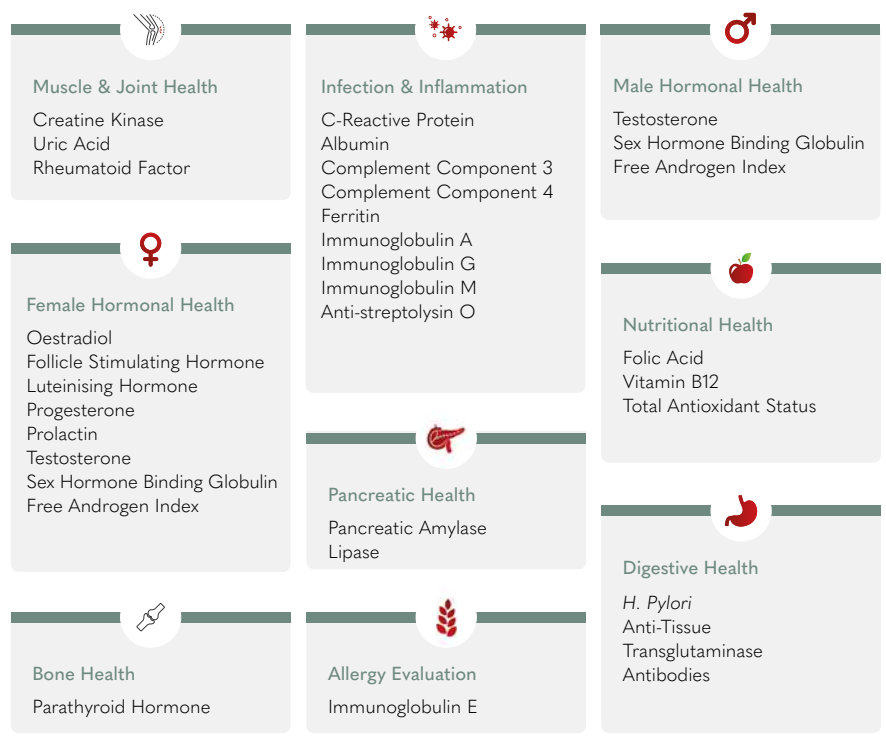 Muscle & Joint Health
Creatine Kinase
Uric Acid
Rheumatoid Factor
Female Hormonal Health
Oestradiol
Follicle Stimulating Hormone
Luteinising Hormone
Progesterone
Prolactin
Testosterone
Sex Hormone Binding Globulin
Free Androgen Index
Bone Health
Parathyroid Hormone
Infection & Inflammation
C-Reactive Protein
Albumin
Complement Component 3
Complement Component 4
Ferritin
Immunoglobulin A
Immunoglobulin G
Immunoglobulin M
Anti-streptolysin O
Pancreatic Health
Pancreatic Amylase
Lipase
Allergy Evaluation
Immunoglobulin E
Male Hormonal Health
Testosterone
Sex Hormone Binding Globulin
Free Androgen Index
Nutritional Health
Folic Acid
Vitamin B12
Total Antioxidant Status
Digestive Health
H. Pylori
Anti-Tissue
Transglutaminase
Antibodies